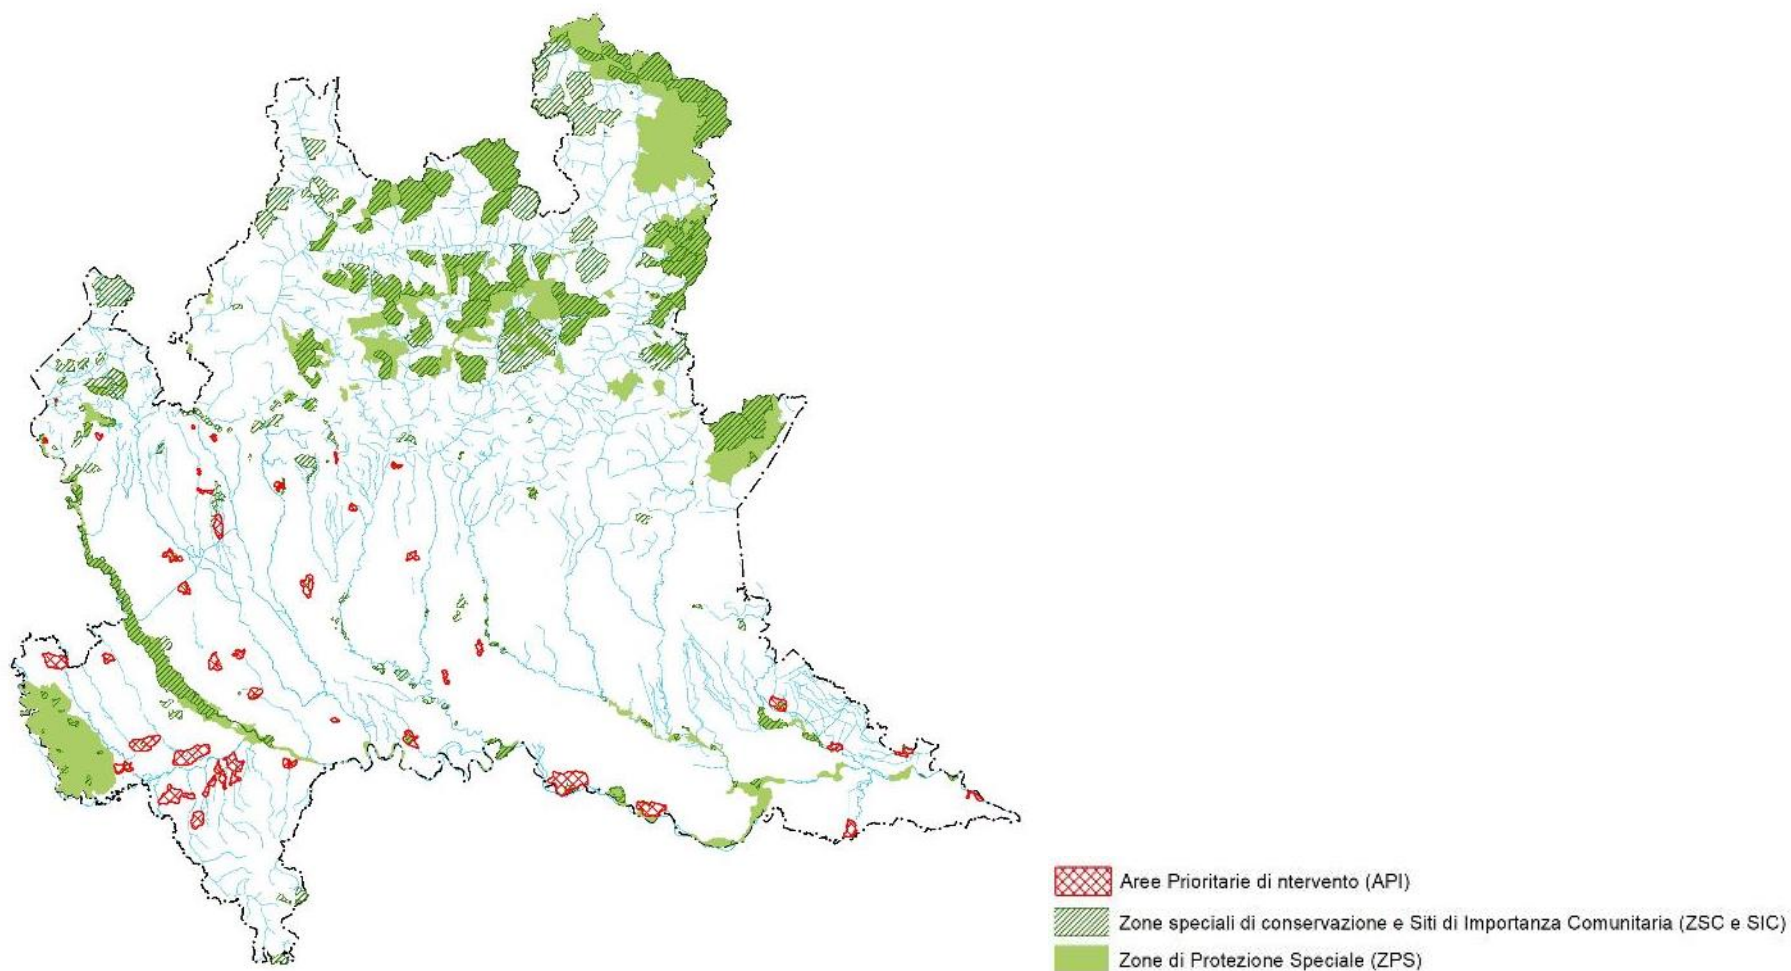 Aree Prioritarie di ntervento (API)
Zone speciali di conservazione e Siti di Importanza Comunitaria (ZSC e SIC)
Zone di Protezione Speciale (ZPS)